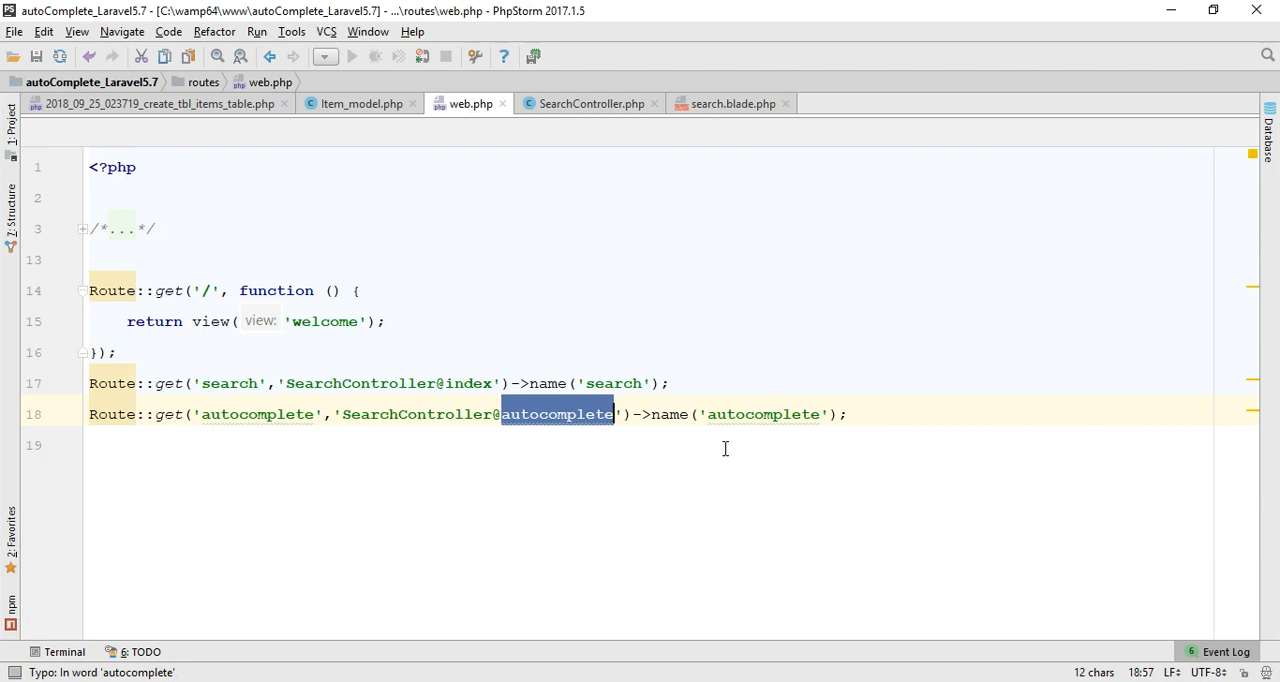 autoComplete_Laravel5.7 - [C:\wamp64\www\autoComplete_Laravel5.7] - ...\routes\web.php - PhpStorm 2017.1.5
File Edit View Navigate Code Refactor Run Tools VCS Window Help
autoComplete_Laravel5.7 routes web.php
2018_09_25_023719_create_tbl_items_table.php Item_model.php web.php SearchController.php search.blade.php
1: Project
7: Structure
2: Favorites
npm
Database
1 <?php
2
3 /*...*/
13
14 Route::get('/', function () {
15 return view( view: 'welcome');
16 });
17 Route::get('search','SearchController@index')->name('search');
18 Route::get('autocomplete','SearchController@autocomplete')->name('autocomplete');
19
Terminal 6: TODO 6 Event Log
Typo: In word 'autocomplete' 12 chars 18:57 LF UTF-8